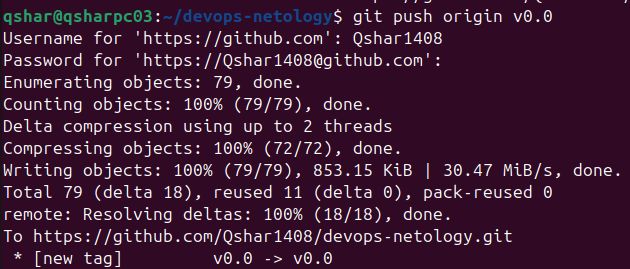 qshar@qsharpc03:~/devops-netology$ git push origin v0.0
Username for 'https://github.com': Qshar1408
Password for 'https://Qshar1408@github.com':
Enumerating objects: 79, done.
Counting objects: 100% (79/79), done.
Delta compression using up to 2 threads
Compressing objects: 100% (72/72), done.
Writing objects: 100% (79/79), 853.15 KiB | 30.47 MiB/s, done.
Total 79 (delta 18), reused 11 (delta 0), pack-reused 0
remote: Resolving deltas: 100% (18/18), done.
To https://github.com/Qshar1408/devops-netology.git
 * [new tag]         v0.0 -> v0.0